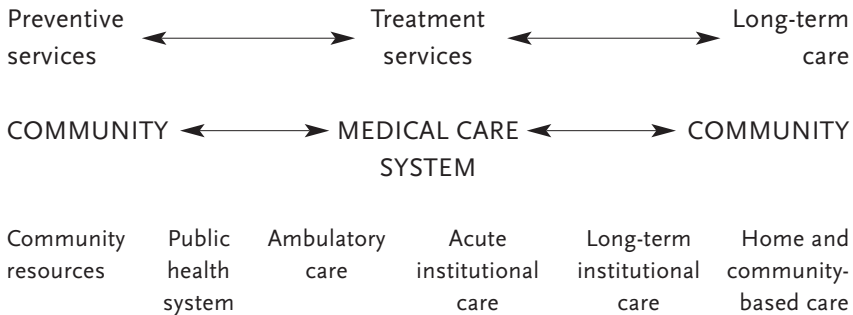 Preventive services
Treatment services
Long-term care
COMMUNITY
MEDICAL CARE SYSTEM
COMMUNITY
Community resources
Public health system
Ambulatory care
Acute institutional care
Long-term institutional care
Home and community-based care